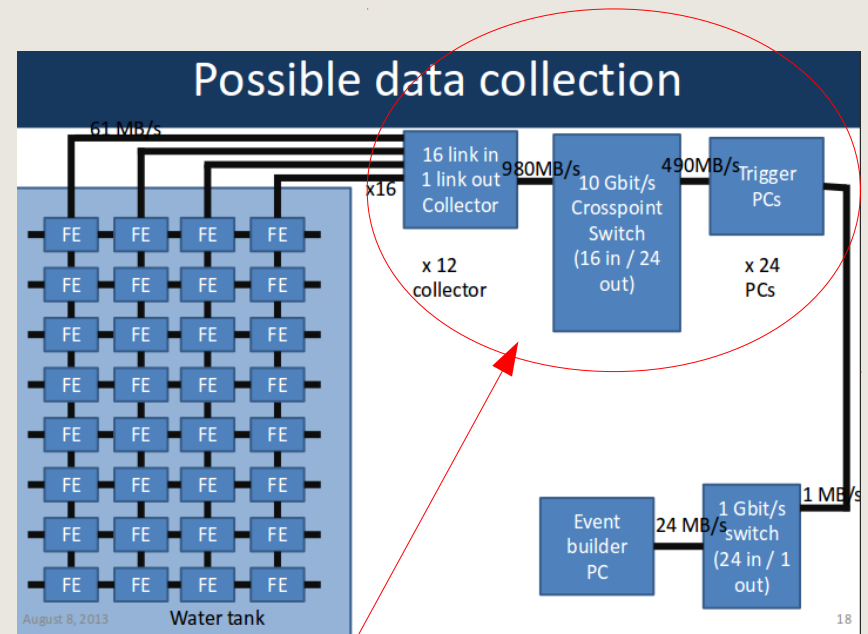 Possible data collection
61 MB/s
16 link in
1 link out
Collector
x16
980MB/s
10 Gbit/s
Crosspoint
Switch
(16 in / 24
out)
490MB/s
Trigger
PCs
x 12
collector
x 24
PCs
FE FE FE FE
FE FE FE FE
FE FE FE FE
FE FE FE FE
FE FE FE FE
FE FE FE FE
FE FE FE FE
FE FE FE FE
Event
builder
PC
24 MB/s
1 Gbit/s
switch
(24 in / 1
out)
1 MB/s
August 8, 2013
Water tank
18